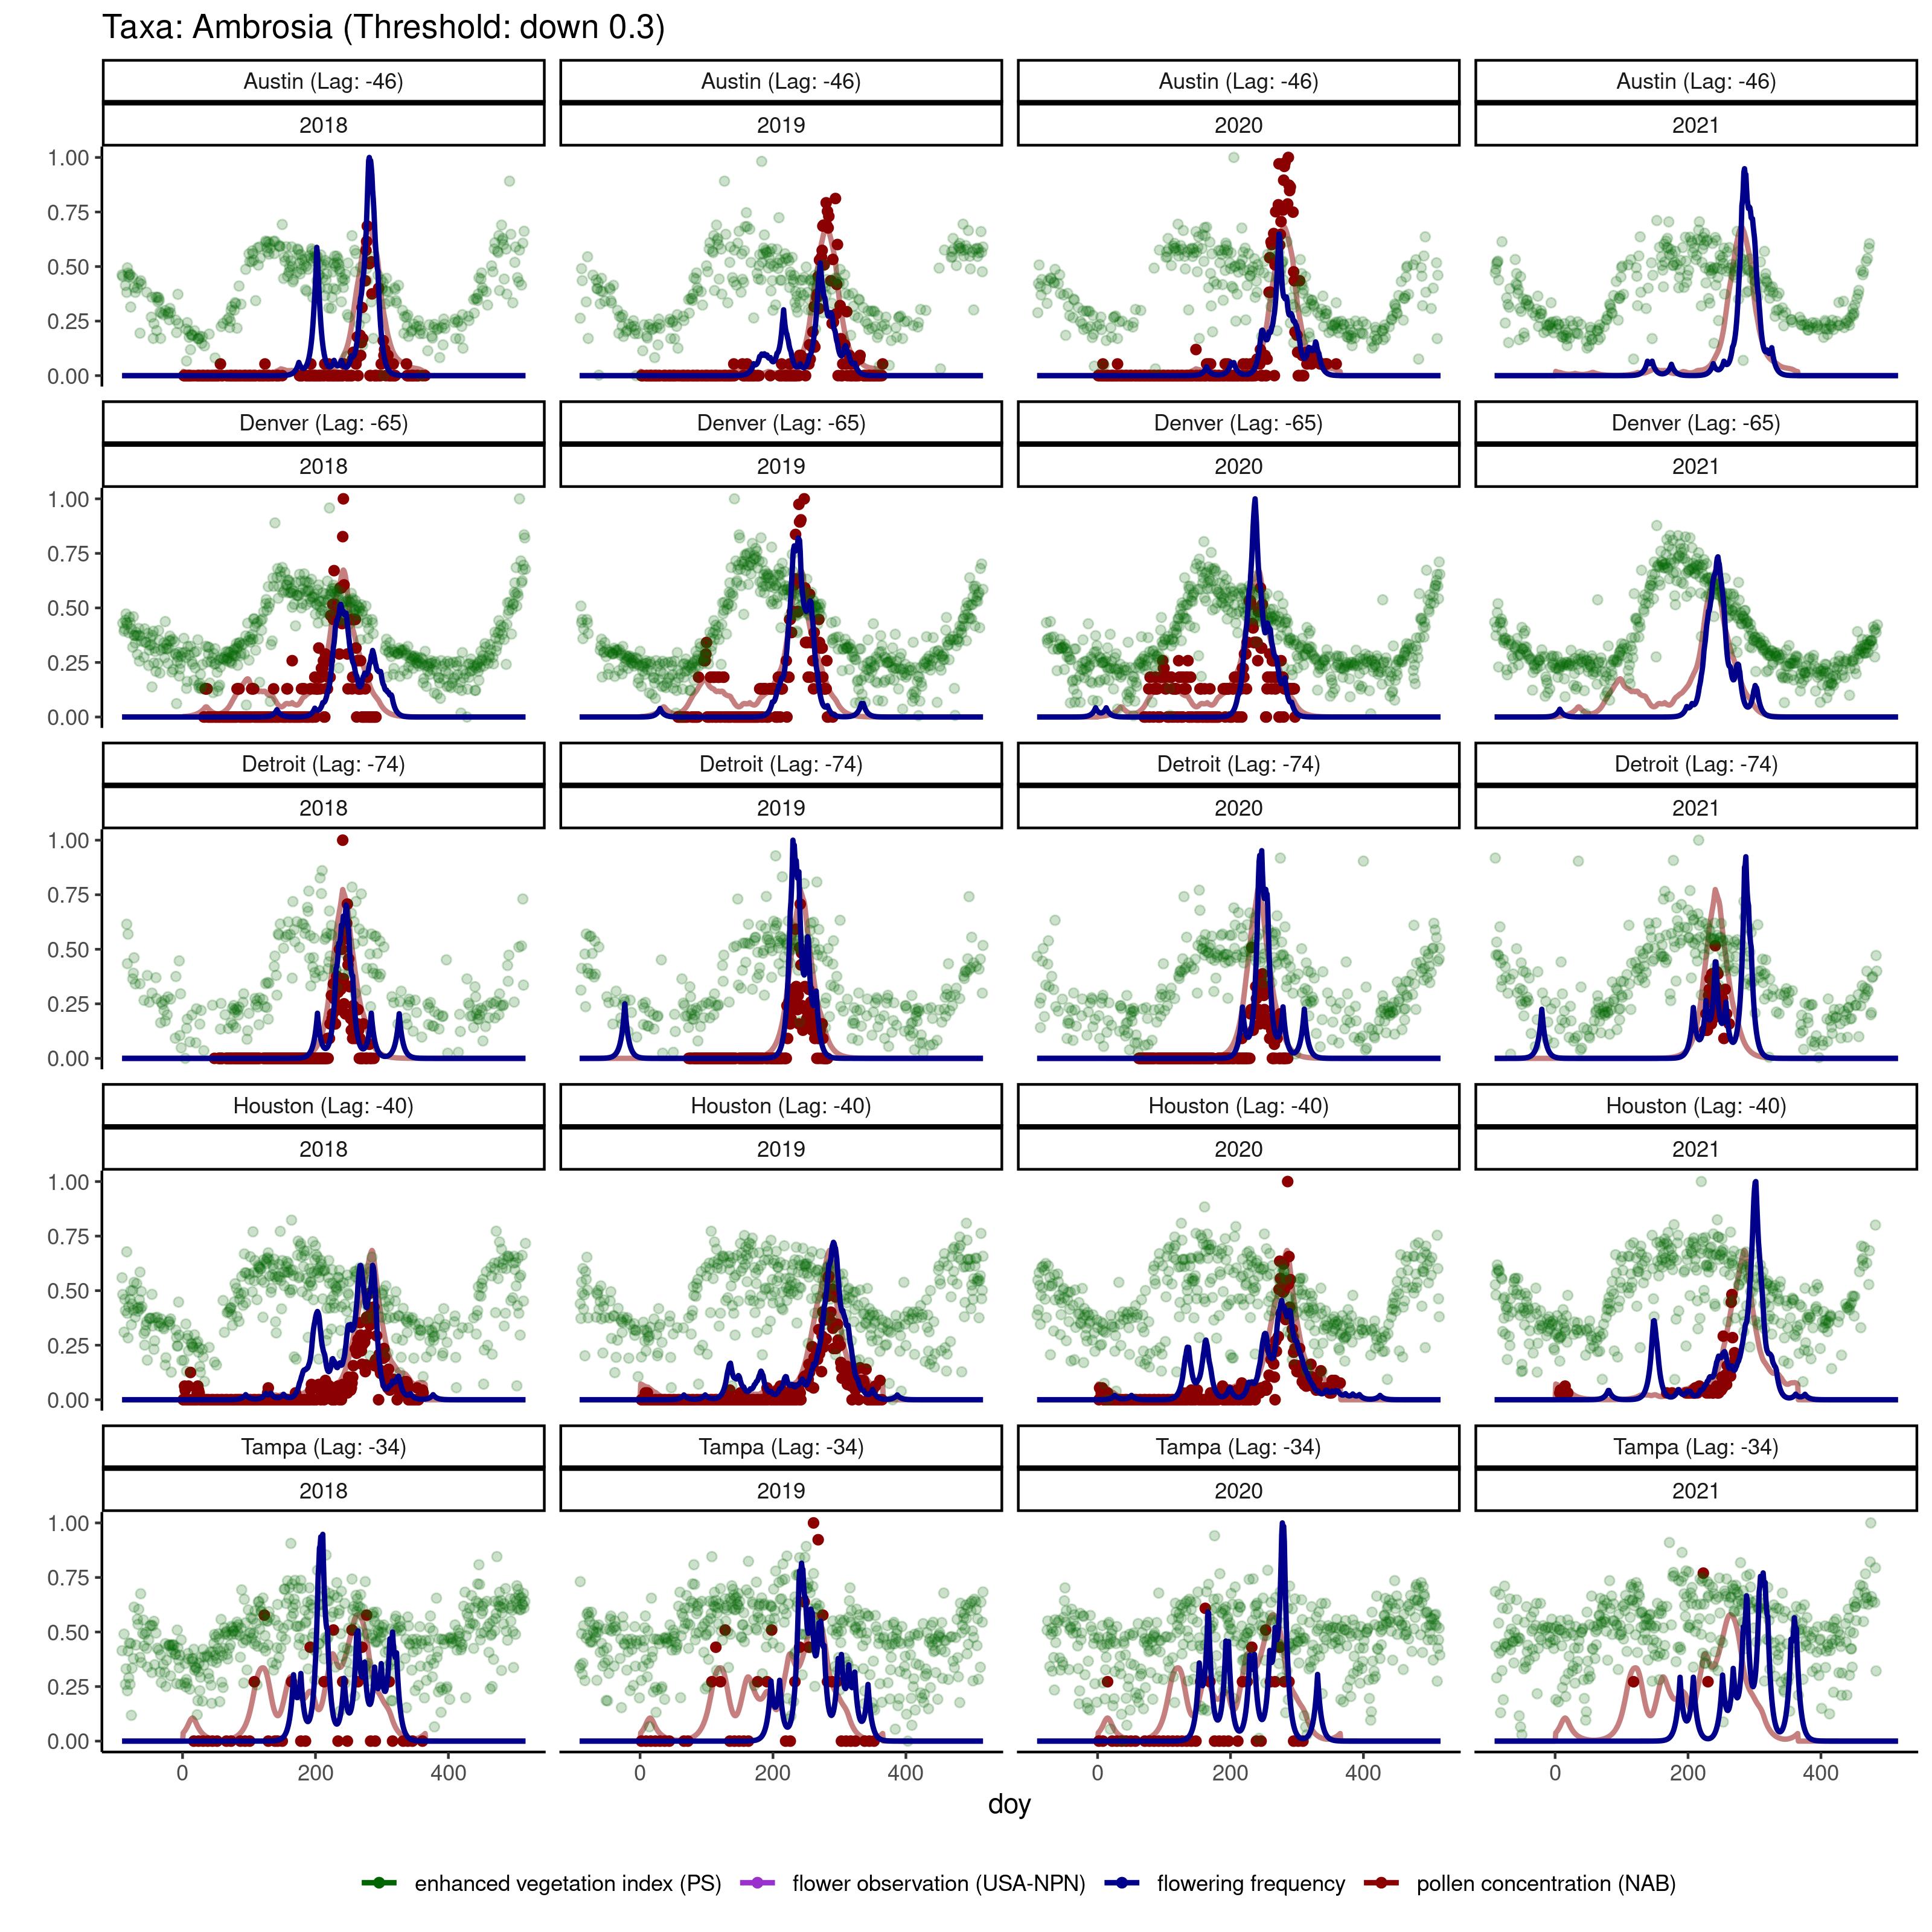 Taxa: Ambrosia (Threshold: down 0.3)
Austin (Lag: -46) Austin (Lag: -46) Austin (Lag: -46) Austin (Lag: -46)
2018 2019 2020 2021
1.00
0.75
0.50
0.25
0.00
Denver (Lag: -65) Denver (Lag: -65) Denver (Lag: -65) Denver (Lag: -65)
2018 2019 2020 2021
1.00
0.75
0.50
0.25
0.00
Detroit (Lag: -74) Detroit (Lag: -74) Detroit (Lag: -74) Detroit (Lag: -74)
2018 2019 2020 2021
1.00
0.75
0.50
0.25
0.00
Houston (Lag: -40) Houston (Lag: -40) Houston (Lag: -40) Houston (Lag: -40)
2018 2019 2020 2021
1.00
0.75
0.50
0.25
0.00
Tampa (Lag: -34) Tampa (Lag: -34) Tampa (Lag: -34) Tampa (Lag: -34)
2018 2019 2020 2021
1.00
0.75
0.50
0.25
0.00
0 200 400 0 200 400 0 200 400 0 200 400
doy
enhanced vegetation index (PS) flower observation (USA-NPN) flowering frequency pollen concentration (NAB)